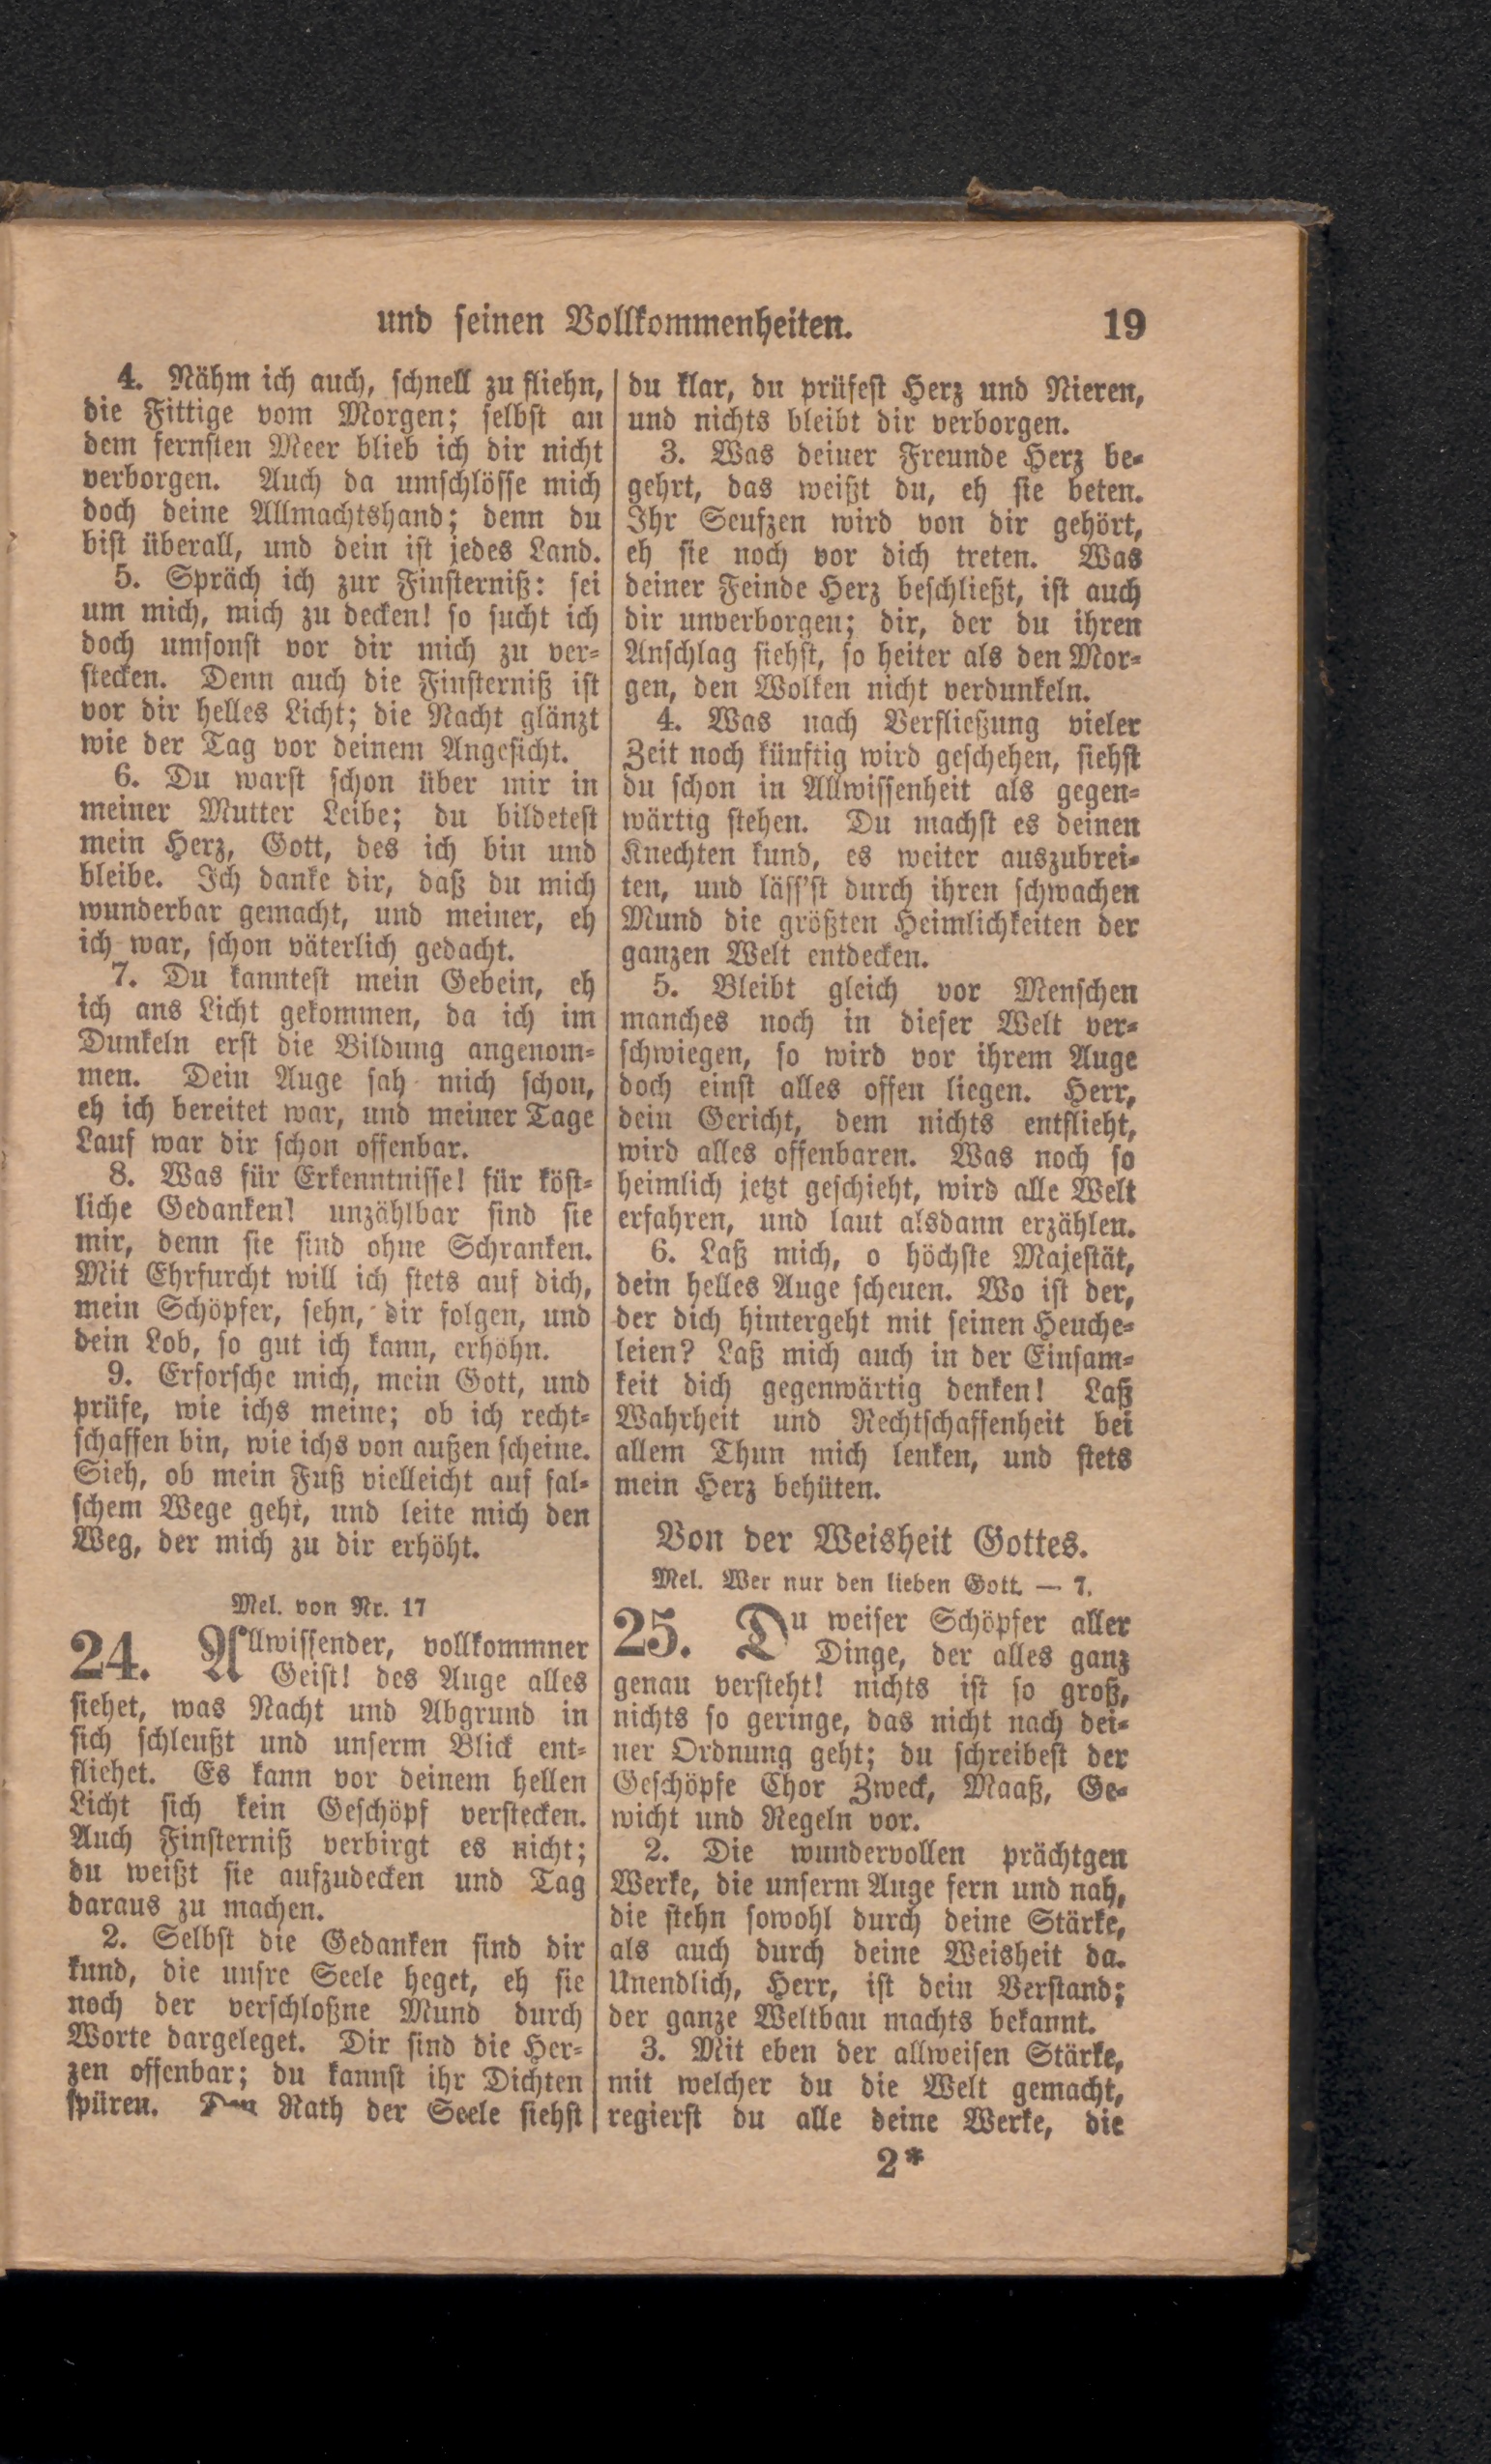 und seinen Vollkommenheiten. 19
4. Nähm ich auch, schnell zu fliehn,
die Fittige vom Morgen; selbst an
dem fernsten Meer blieb ich dir nicht
verborgen. Auch da umschlösse mich
doch deine Allmachtshand; denn du
bist überall, und dein ist jedes Land.
5. Spräch ich zur Finsterniß: sei
um mich, mich zu decken! so sucht ich
doch umsonst vor dir mich zu ver-
stecken. Denn auch die Finsterniß ist
vor dir helles Licht; die Nacht glänzt
wie der Tag vor deinem Angesicht.
6. Du warst schon über mir in
meiner Mutter Leibe; du bildetest
mein Herz, Gott, des ich bin und
bleibe. Ich danke dir, daß du mich
wunderbar gemacht, und meiner, eh
ich war, schon väterlich gedacht.
7. Du kanntest mein Gebein, eh
ich ans Licht gekommen, da ich im
Dunkeln erst die Bildung angenom-
men. Dein Auge sah mich schon,
eh ich bereitet war, und meiner Tage
Lauf war dir schon offenbar.
8. Was für Erkenntnisse! für köst-
liche Gedanken! unzählbar sind sie
mir, denn sie sind ohne Schranken.
Mit Ehrfurcht will ich stets auf dich,
mein Schöpfer, sehn, dir folgen, und
dein Lob, so gut ich kann, erhöhn.
9. Erforsche mich, mein Gott, und
prüfe, wie ichs meine; ob ich recht-
schaffen bin, wie ichs von außen scheine.
Sieh, ob mein Fuß vielleicht auf fal-
schem Wege geht, und leite mich den
Weg, der mich zu dir erhöht.
Mel. von Nr. 17
24. Allwissender, vollkommner
Geist! des Auge alles
siehet, was Nacht und Abgrund in
sich schleußt und unserm Blick ent-
fliehet. Es kann vor deinem hellen
Licht sich kein Geschöpf verstecken.
Auch Finsterniß verbirgt es nicht;
du weißt sie aufzudecken und Tag
daraus zu machen.
2. Selbst die Gedanken sind dir
kund, die unsre Seele heget, eh sie
noch der verschloßne Mund durch
Worte dargeleget. Dir sind die Her-
zen offenbar; du kannst ihr Dichten
spüren. Den Rath der Seele siehst
du klar, du prüfest Herz und Nieren,
und nichts bleibt dir verborgen.
3. Was deiner Freunde Herz be-
gehrt, das weißt du, eh sie beten.
Ihr Seufzen wird von dir gehört,
eh sie noch vor dich treten. Was
deiner Feinde Herz beschließt, ist auch
dir unverborgen; dir, der du ihren
Anschlag siehst, so heiter als den Mor-
gen, den Wolken nicht verdunkeln.
4. Was nach Verfließung vieler
Zeit noch künftig wird geschehen, siehst
du schon in Allwissenheit als gegen-
wärtig stehen. Du machst es deinen
Knechten kund, es weiter auszubrei-
ten, und läss'st durch ihren schwachen
Mund die größten Heimlichkeiten der
ganzen Welt entdecken.
5. Bleibt gleich vor Menschen
manches noch in dieser Welt ver-
schwiegen, so wird vor ihrem Auge
doch einst alles offen liegen. Herr,
dein Gericht, dem nichts entflieht,
wird alles offenbaren. Was noch so
heimlich jetzt geschieht, wird alle Welt
erfahren, und laut alsdann erzählen.
6. Laß mich, o höchste Majestät,
dein helles Auge scheuen. Wo ist der,
der dich hintergeht mit seinen Heuche-
leien? Laß mich auch in der Einsam-
keit dich gegenwärtig denken! Laß
Wahrheit und Rechtschaffenheit bei
allem Thun mich lenken, und stets
mein Herz behüten.
Von der Weisheit Gottes.
Mel. Wer nur den lieben Gott. — 7.
25. Du weiser Schöpfer aller
Dinge, der alles ganz
genau versteht! nichts ist so groß,
nichts so geringe, das nicht nach dei-
ner Ordnung geht; du schreibest der
Geschöpfe Chor Zweck, Maaß, Ge-
wicht und Regeln vor.
2. Die wundervollen prächtgen
Werke, die unserm Auge fern und nah,
die stehn sowohl durch deine Stärke,
als auch durch deine Weisheit da.
Unendlich, Herr, ist dein Verstand;
der ganze Weltbau machts bekannt.
3. Mit eben der allweisen Stärke,
mit welcher du die Welt gemacht,
regierst du alle deine Werke, die
2*